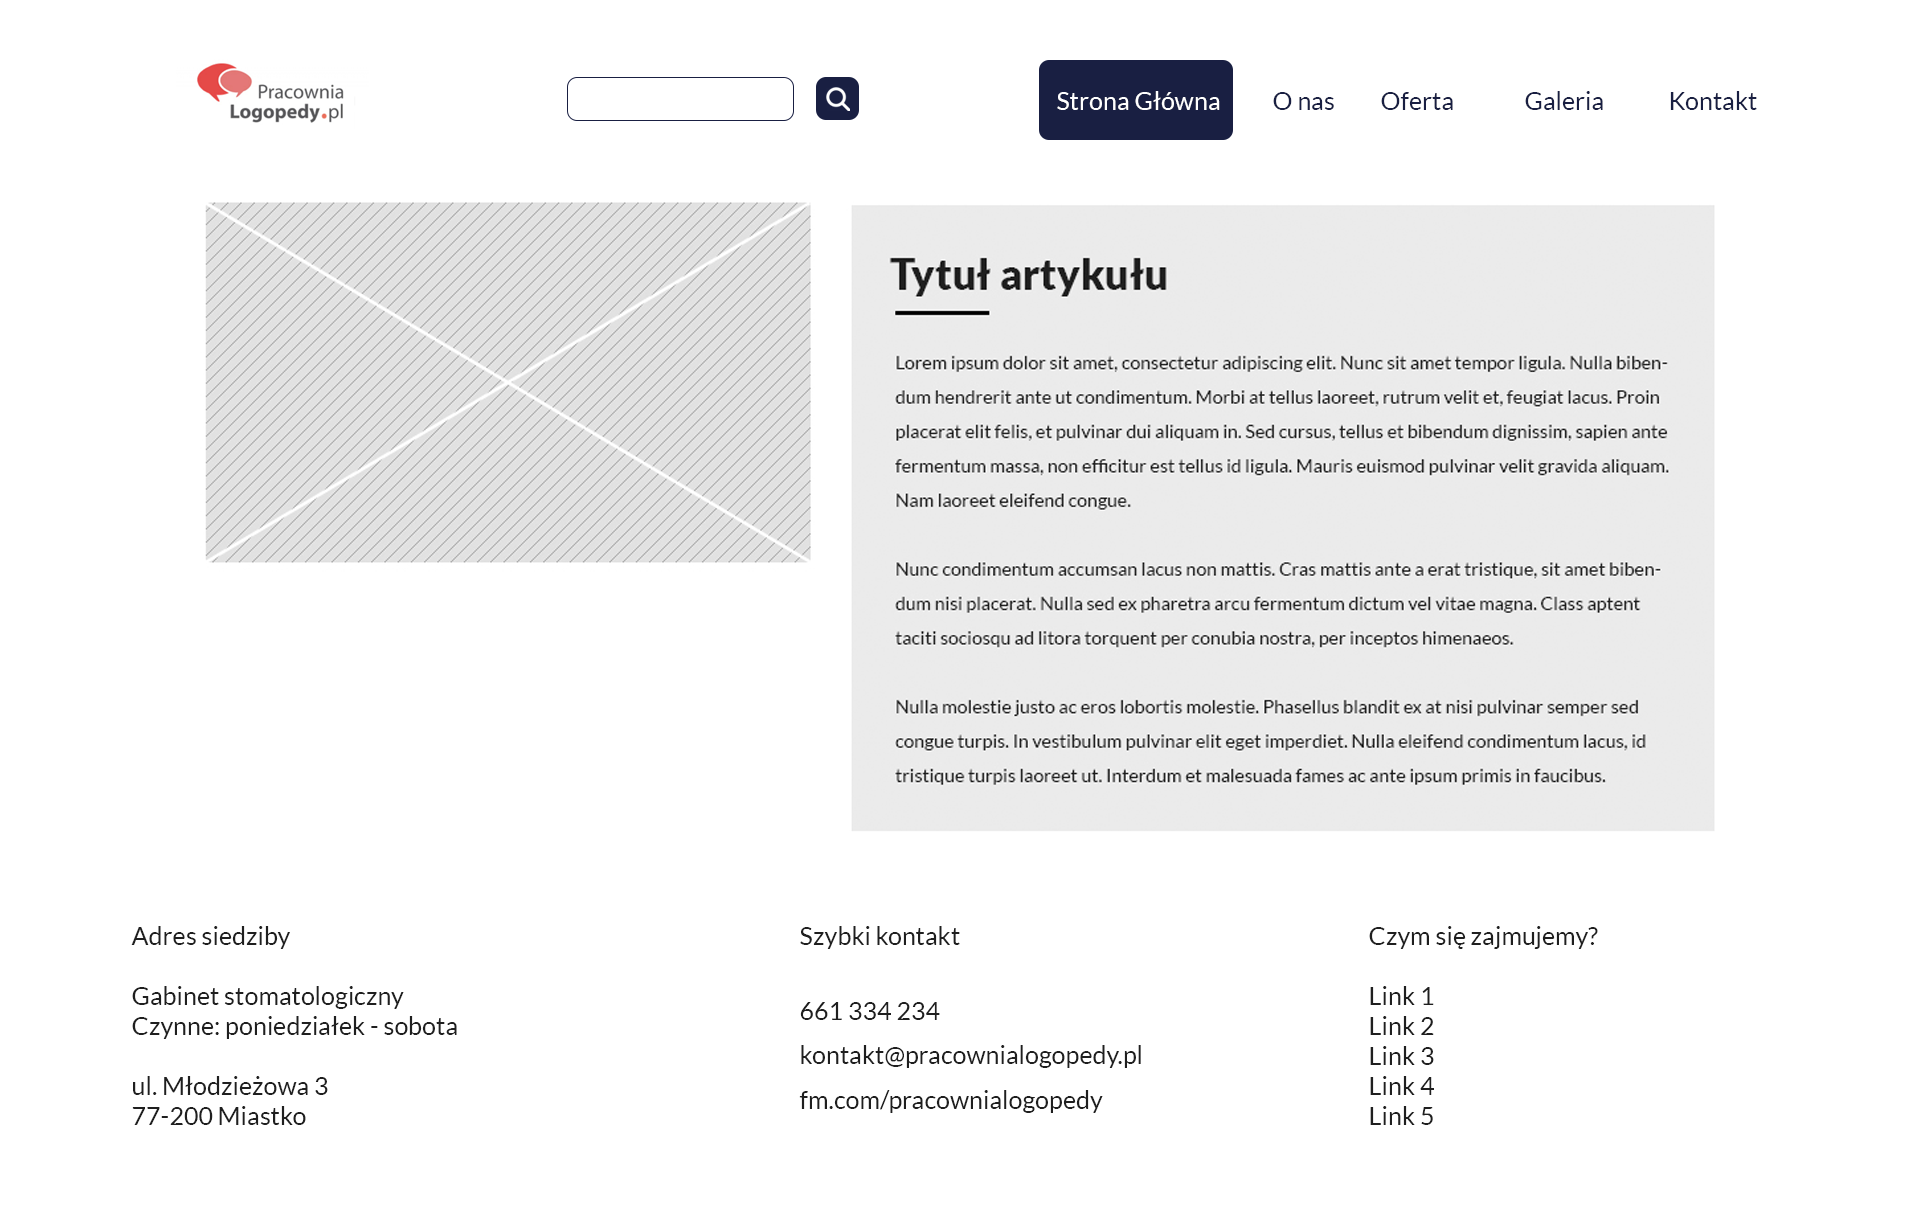 Pracownia
Logopedy.pl
Strona Główna
O nas
Oferta
Galeria
Kontakt
Tytuł artykułu
Lorem ipsum dolor sit amet, consectetur adipiscing elit. Nunc sit amet tempor ligula. Nulla biben-
dum hendrerit ante ut condimentum. Morbi at tellus laoreet, rutrum velit et, feugiat lacus. Proin
placerat elit felis, et pulvinar dui aliquam in. Sed cursus, tellus et bibendum dignissim, sapien ante
fermentum massa, non efficitur est tellus id ligula. Mauris euismod pulvinar velit gravida aliquam.
Nam laoreet eleifend congue.
Nunc condimentum accumsan lacus non mattis. Cras mattis ante a erat tristique, sit amet biben-
dum nisi placerat. Nulla sed ex pharetra arcu fermentum dictum vel vitae magna. Class aptent
taciti sociosqu ad litora torquent per conubia nostra, per inceptos himenaeos.
Nulla molestie justo ac eros lobortis molestie. Phasellus blandit ex at nisi pulvinar semper sed
congue turpis. In vestibulum pulvinar elit eget imperdiet. Nulla eleifend condimentum lacus, id
tristique turpis laoreet ut. Interdum et malesuada fames ac ante ipsum primis in faucibus.
Adres siedziby
Gabinet stomatologiczny
Czynne: poniedziałek - sobota
ul. Młodzieżowa 3
77-200 Miastko
Szybki kontakt
661 334 234
kontakt@pracownialogopedy.pl
fm.com/pracownialogopedy
Czym się zajmujemy?
Link 1
Link 2
Link 3
Link 4
Link 5